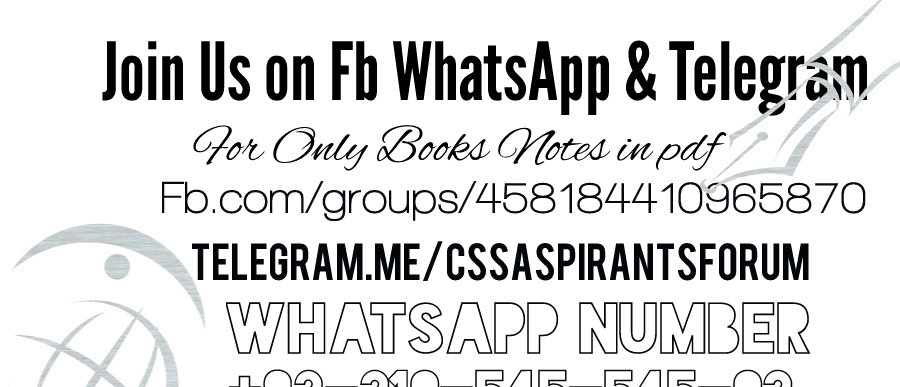 Join Us on Fb WhatsApp & Telegram
For Only Books Notes in pdf
Fb.com/groups/458184410965870
TELEGRAM.ME/CSSASPIRANTSFORUM
WHATSAPP NUMBER